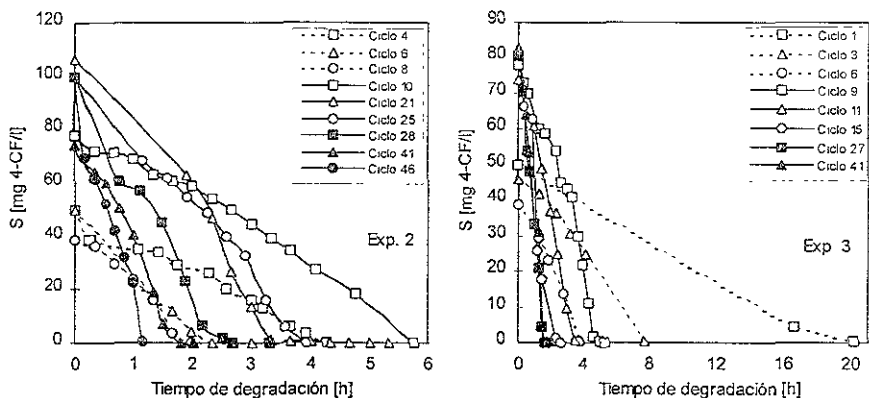 S [mg 4-CF/l]
120
100
80
60
40
20
0
0 1 2 3 4 5 6
Tiempo de degradación [h]
Ciclo 4
Ciclo 6
Ciclo 8
Ciclo 10
Ciclo 21
Ciclo 25
Ciclo 28
Ciclo 41
Ciclo 46
Exp. 2
S [mg 4-CF/l]
90
80
70
60
50
40
30
20
10
0
0 4 8 12 16 20
Tiempo de degradación [h]
Ciclo 1
Ciclo 3
Ciclo 6
Ciclo 9
Ciclo 11
Ciclo 15
Ciclo 27
Ciclo 41
Exp 3